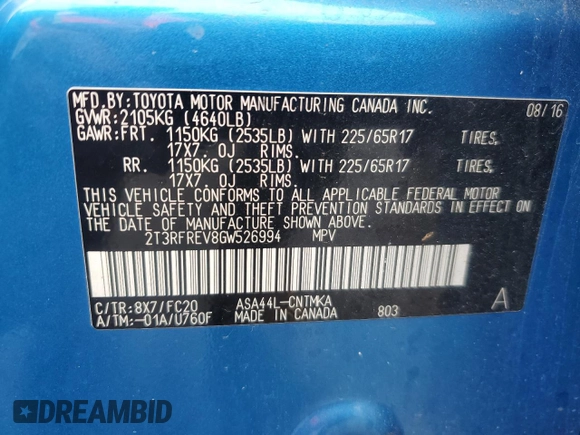 MFD.BY:TOYOTA MOTOR MANUFACTURING CANADA INC. 08/16
GVWR:2105KG (4640LB)
GAWR:FRT. 1150KG (2535LB) WITH 225/65R17 TIRES,
17X7 0J RIMS.
RR. 1150KG (2535LB) WITH 225/65R17 TIRES,
17X7 0J RIMS.
THIS VEHICLE CONFORMS TO ALL APPLICABLE FEDERAL MOTOR
VEHICLE SAFETY AND THEFT PREVENTION STANDARDS IN EFFECT ON
THE DATE OF MANUFACTURE SHOWN ABOVE.
2T3RFREV8GW526994 MPV
C/TR:8X7/FC20 ASA44L-CNTMKA A
A/TM:-01A/U760F MADE IN CANADA 803
DREAMBID